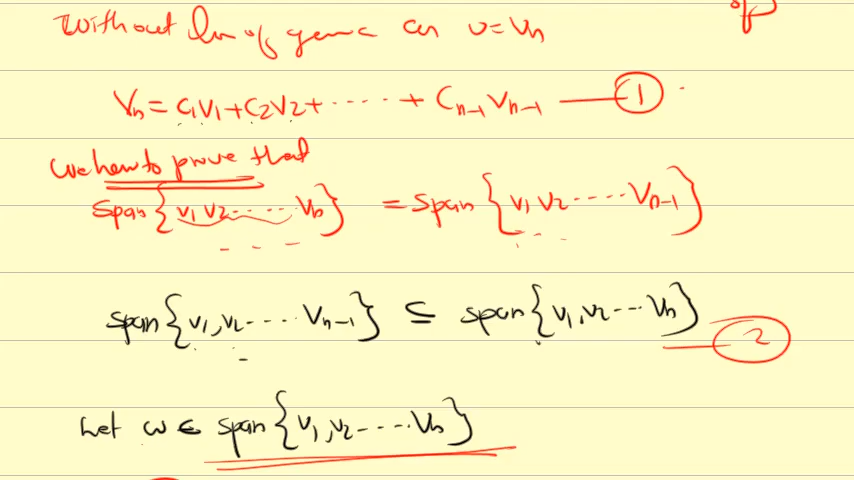 of
Without of v = vn
Vn = C1V1 + C2V2 + ..... + Cn-1 Vn-1 —— 1
we have to prove that
span { v1 v2 ..... vn } = span { v1 v2 ..... Vn-1 }
span { v1, v2 ..... Vn-1 } ⊆ span { v1, v2 ... Vn } —— 2
Let w ∈ span { v1, v2 ..... Vn }